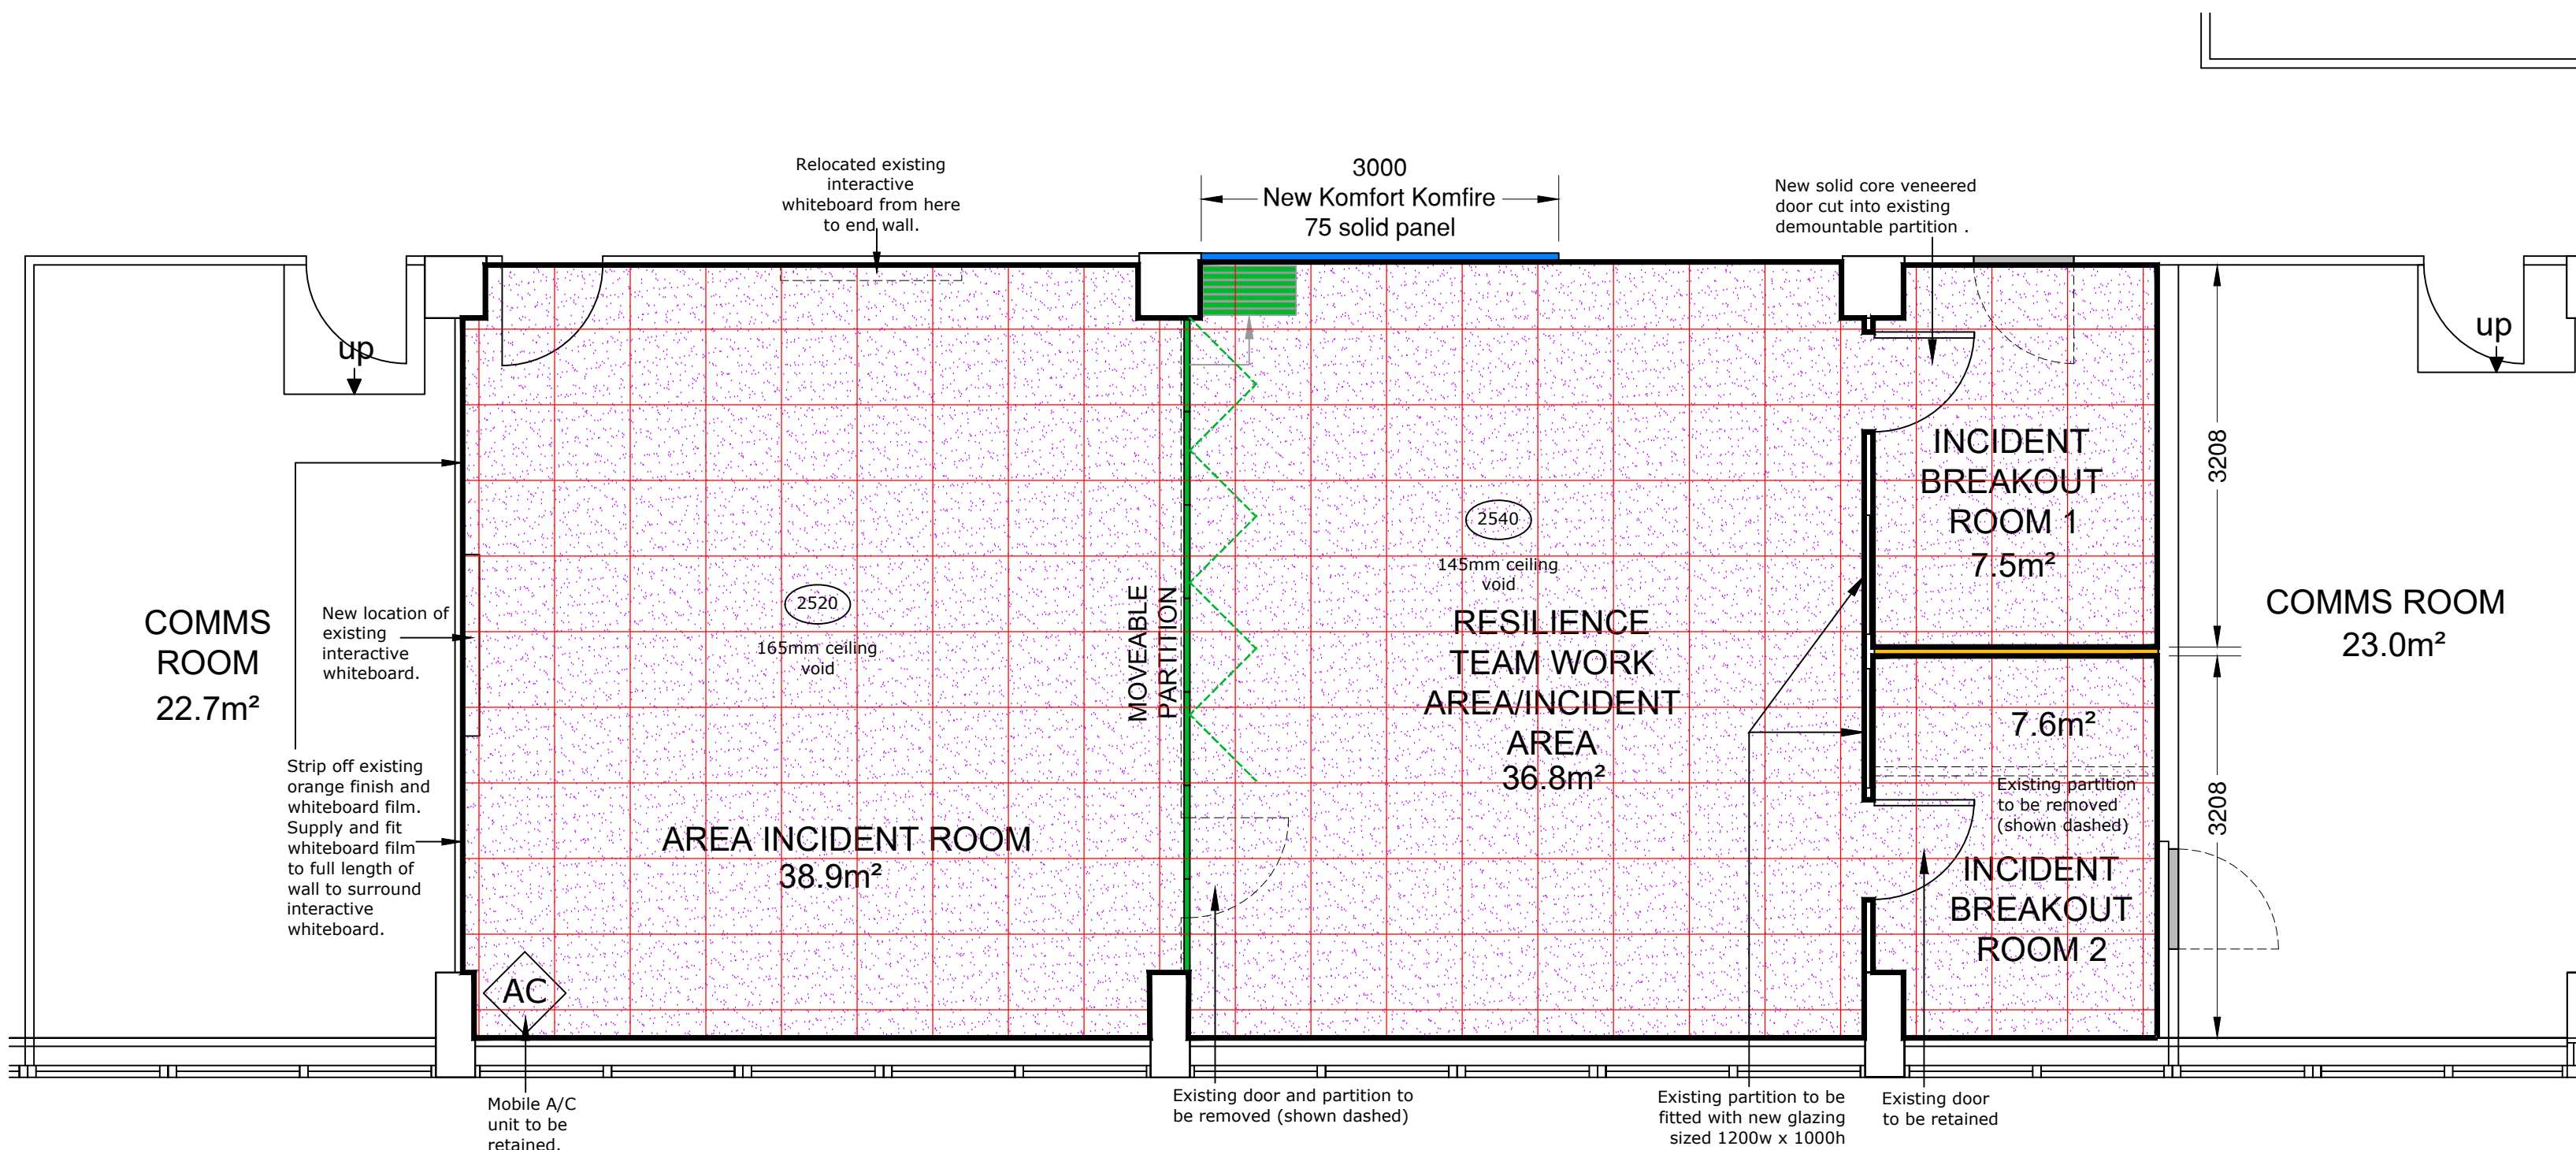 Relocated existing
interactive
whiteboard from here
to end wall.
3000
New Komfort Komfire
75 solid panel
New solid core veneered
door cut into existing
demountable partition .
up
up
INCIDENT
BREAKOUT
ROOM 1
7.5m²
3208
2540
145mm ceiling
void
2520
165mm ceiling
void
MOVEABLE
PARTITION
RESILIENCE
TEAM WORK
AREA/INCIDENT
AREA
36.8m²
COMMS
ROOM
22.7m²
New location of
existing
interactive
whiteboard.
COMMS ROOM
23.0m²
7.6m²
Existing partition
to be removed
(shown dashed)
3208
Strip off existing
orange finish and
whiteboard film.
Supply and fit
whiteboard film
to full length of
wall to surround
interactive
whiteboard.
AREA INCIDENT ROOM
38.9m²
INCIDENT
BREAKOUT
ROOM 2
AC
Mobile A/C
unit to be
retained.
Existing door and partition to
be removed (shown dashed)
Existing partition to be
fitted with new glazing
sized 1200w x 1000h
Existing door
to be retained